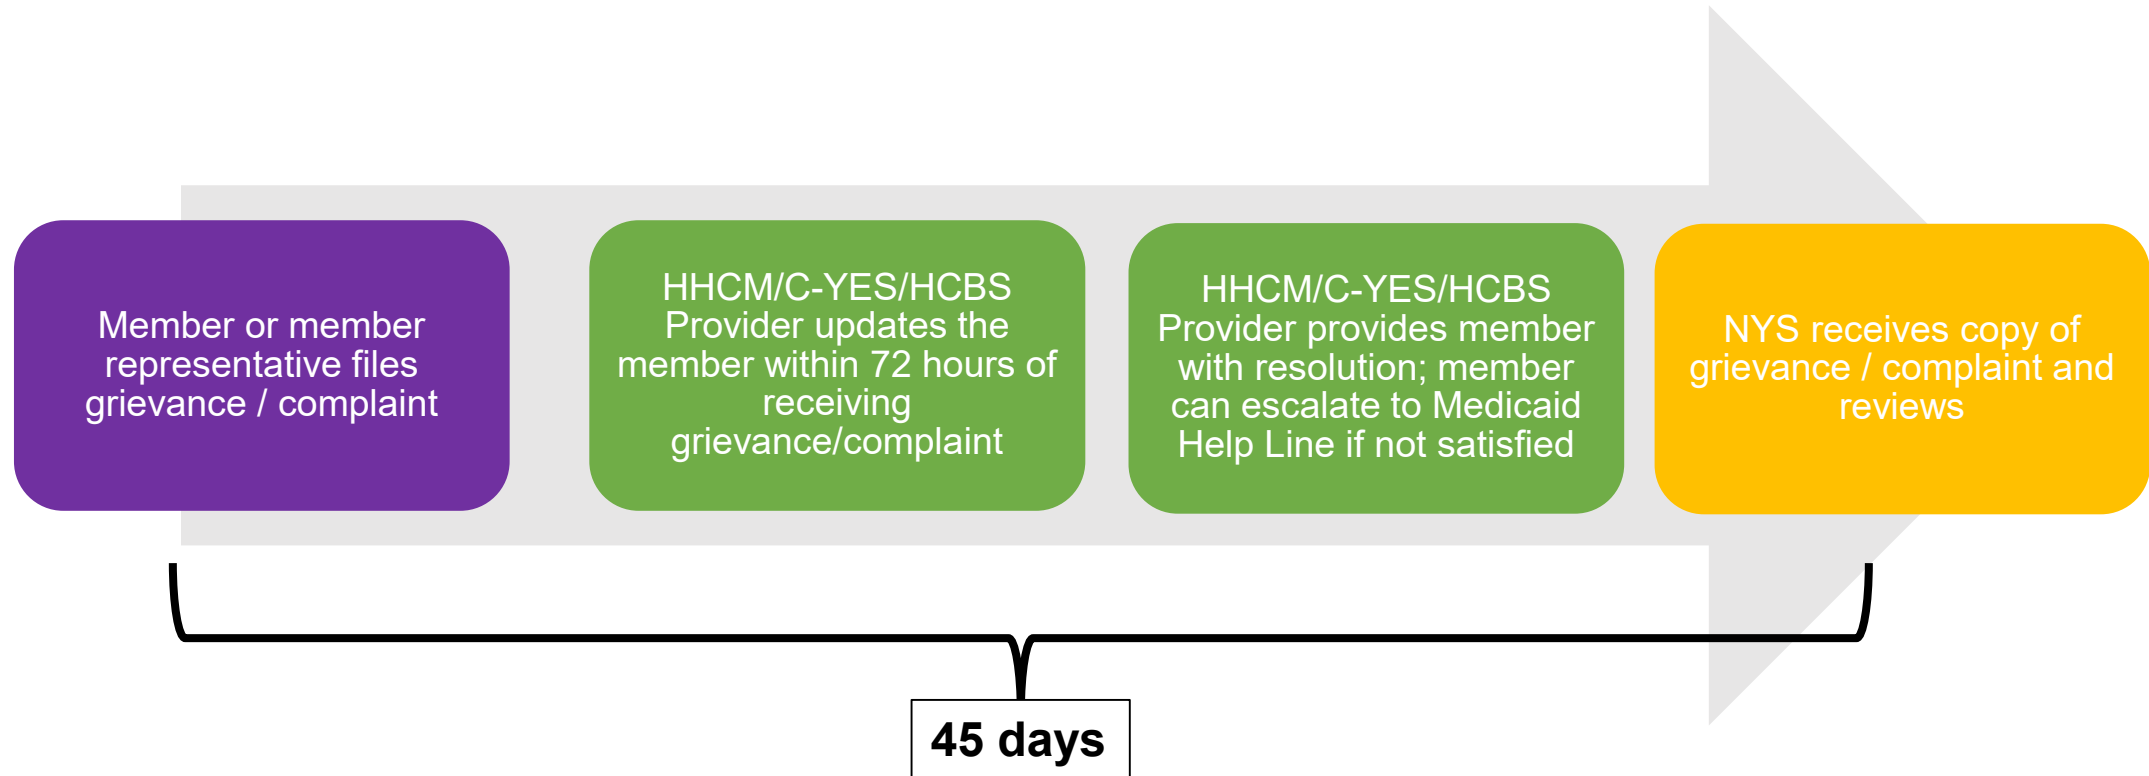 Member or member
representative files
grievance / complaint
HHCM/C-YES/HCBS
Provider updates the
member within 72 hours of
receiving
grievance/complaint
HHCM/C-YES/HCBS
Provider provides member
with resolution; member
can escalate to Medicaid
Help Line if not satisfied
NYS receives copy of
grievance / complaint and
reviews
45 days